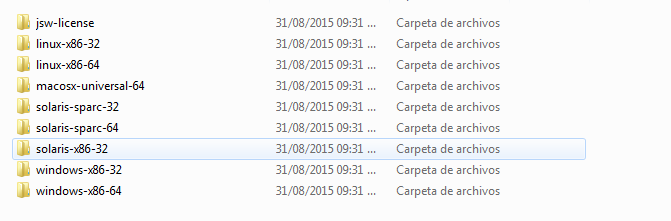 jsw-license 31/08/2015 09:31 ... Carpeta de archivos
linux-x86-32 31/08/2015 09:31 ... Carpeta de archivos
linux-x86-64 31/08/2015 09:31 ... Carpeta de archivos
macosx-universal-64 31/08/2015 09:31 ... Carpeta de archivos
solaris-sparc-32 31/08/2015 09:31 ... Carpeta de archivos
solaris-sparc-64 31/08/2015 09:31 ... Carpeta de archivos
solaris-x86-32 31/08/2015 09:31 ... Carpeta de archivos
windows-x86-32 31/08/2015 09:31 ... Carpeta de archivos
windows-x86-64 31/08/2015 09:31 ... Carpeta de archivos